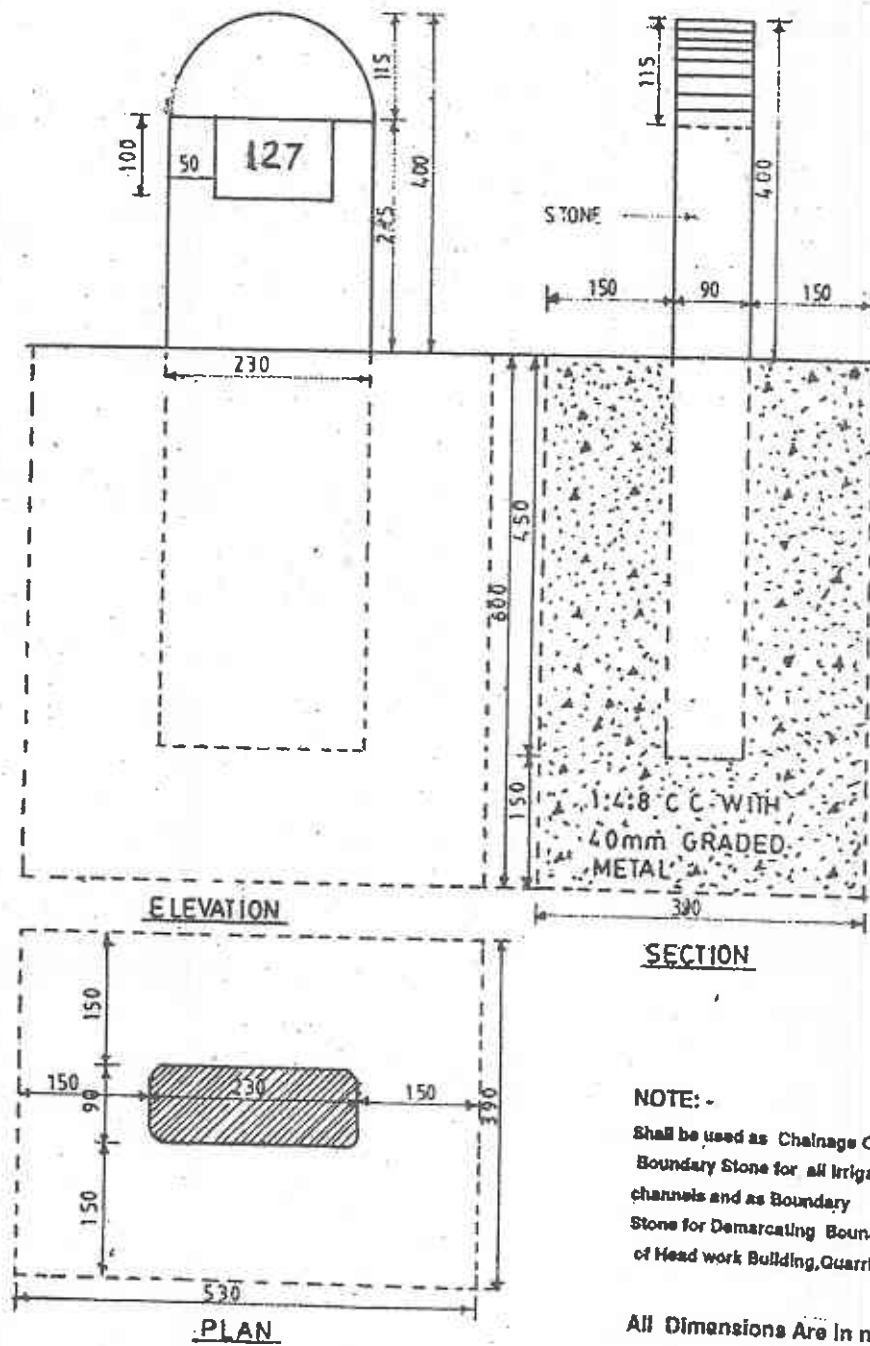 115
115
100
50
127
400
225
400
STONE
150
90
150
230
450
600
150
1:4:8 C C WITH
40mm GRADED
METAL
ELEVATION
390
SECTION
150
150
90
230
150
390
150
530
PLAN
NOTE: -
Shall be used as Chainage
Boundary Stone for all
channels and as Boundary
Stone for Demarcating
of Head work Building,
All Dimensions Are In